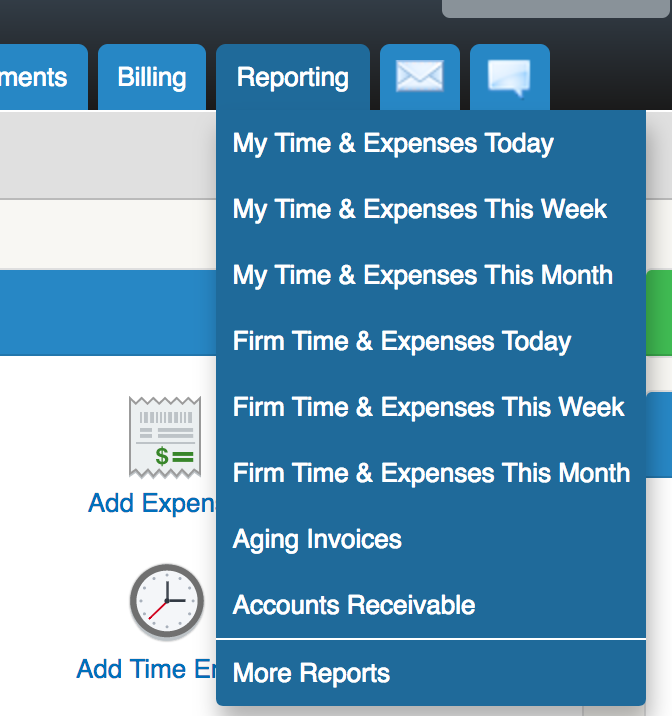 ments
Billing
Reporting
My Time & Expenses Today
My Time & Expenses This Week
My Time & Expenses This Month
Firm Time & Expenses Today
Firm Time & Expenses This Week
Firm Time & Expenses This Month
Aging Invoices
Accounts Receivable
More Reports
$
Add Expens
Add Time En